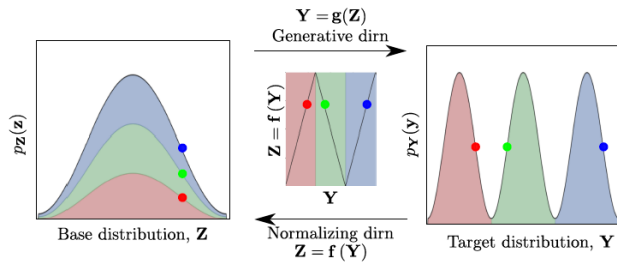 Y = g(Z)
Generative dirn
p_Z(z)
Z = f (Y)
Y
p_Y(y)
Base distribution, Z
Normalizing dirn
Z = f (Y)
Target distribution, Y